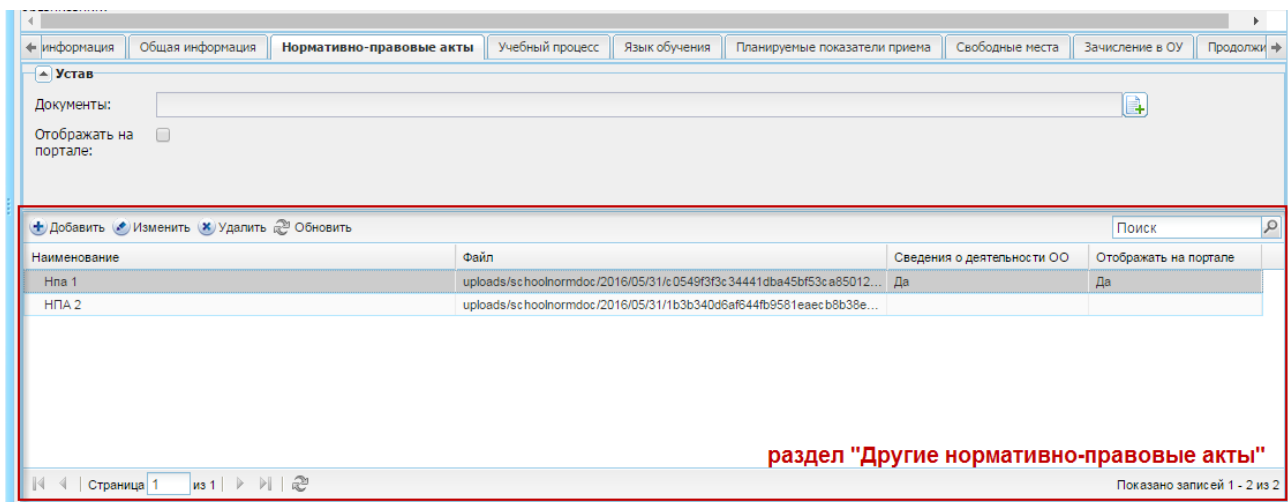 информация Общая информация Нормативно-правовые акты Учебный процесс Язык обучения Планируемые показатели приема Свободные места Зачисление в ОУ Продолжи
Устав
Документы:
Отображать на
портале:
Добавить Изменить Удалить Обновить Поиск
Наименование Файл Сведения о деятельности ОО Отображать на портале
Нпа 1 uploads/schoolnormdoc/2016/05/31/c0549f3f3c34441dba45bf53ca85012... Да Да
НПА 2 uploads/schoolnormdoc/2016/05/31/1b3b340d6af644fb9581eaecb8b38e...
раздел "Другие нормативно-правовые акты"
Страница 1 из 1 Показано записей 1 - 2 из 2